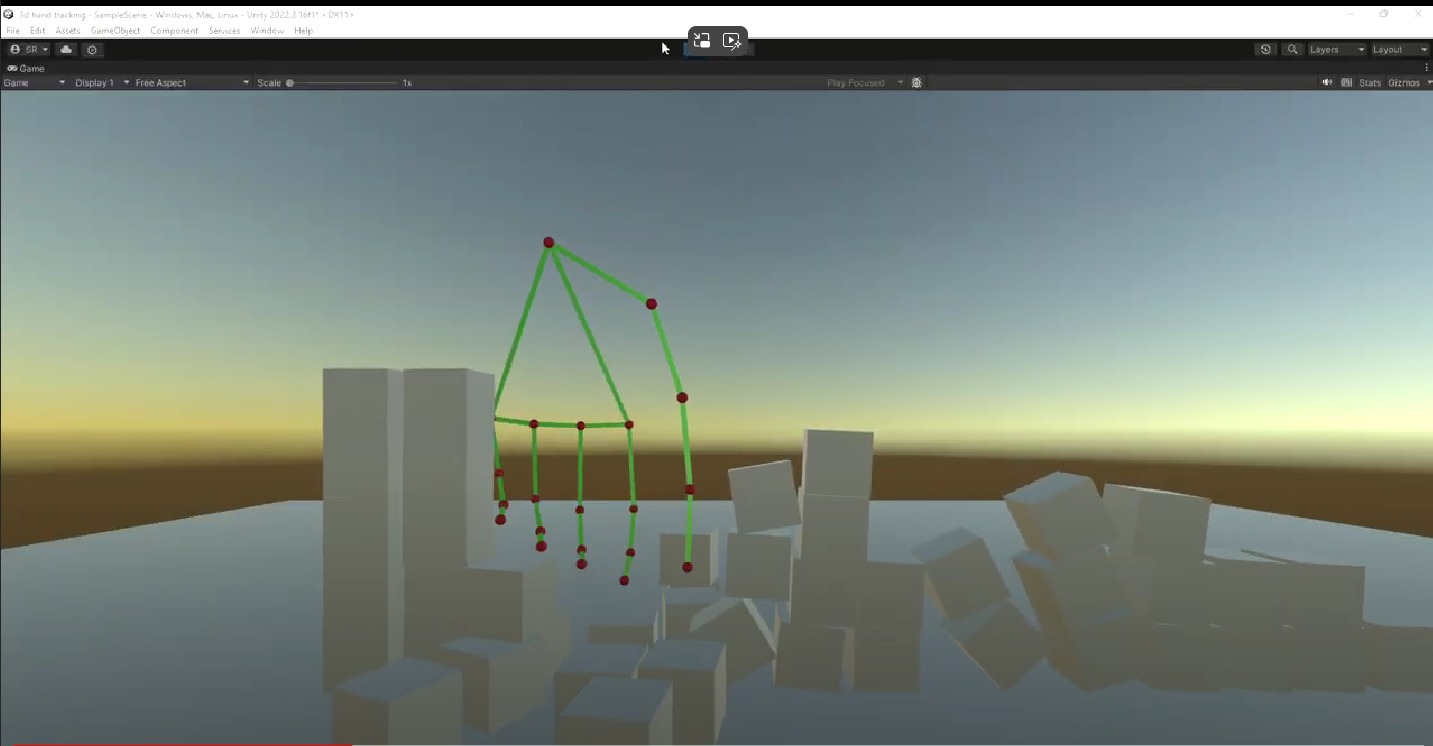 3d hand tracking - SampleScene - Windows, Mac, Linux - Unity 2022.3.16f1* <DX11>
File Edit Assets GameObject Component Services Window Help
SR Layers Layout
Game
Game Display 1 Free Aspect Scale 1x Play Focused Stats Gizmos